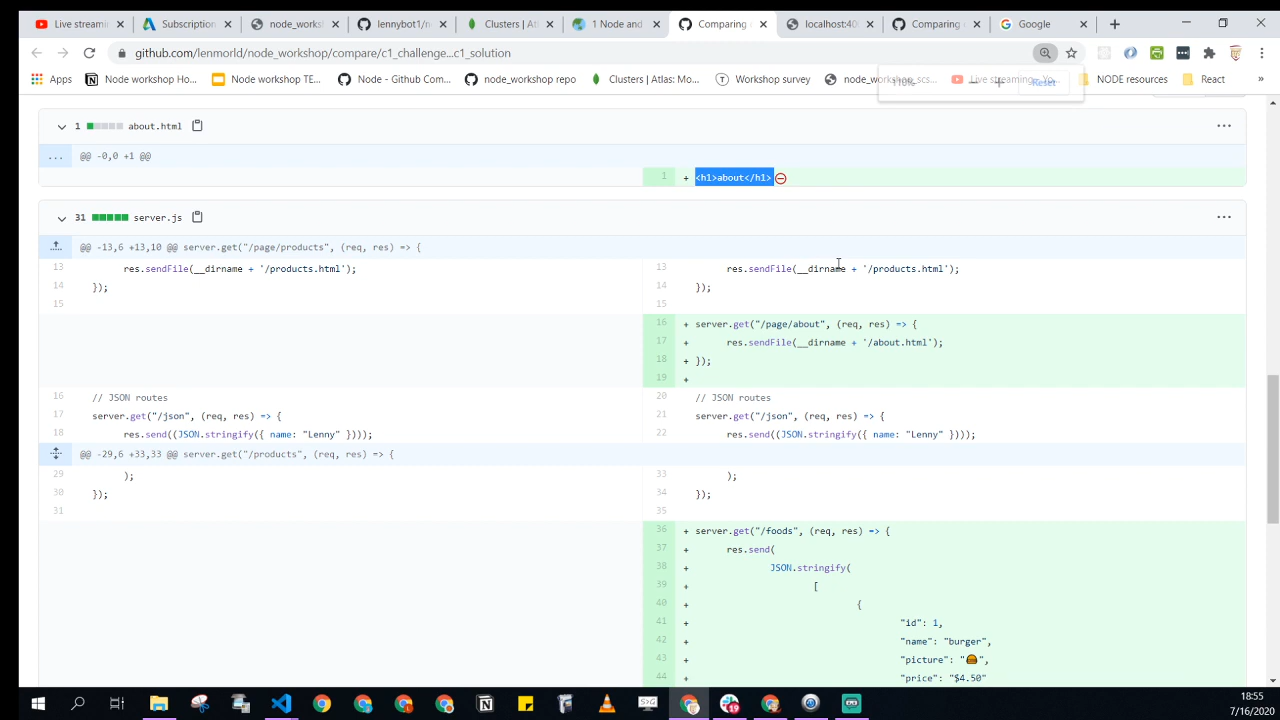 Live streamin
Subscription
node_works
lennybot1/n
Clusters | At
1 Node and
Comparing
localhost:40
Comparing
Google
github.com/lenworld/node_workshop/compare/c1_challenge...c1_solution
Apps
Node workshop Ho...
Node workshop TE...
Node - Github Com...
node_workshop repo
Clusters | Atlas: Mo...
Workshop survey
node_workshop_scs...
Live streaming - Yo...
NODE resources
React
»
110%
Reset
1 about.html
... @@ -0,0 +1 @@
1 + <h1>about</h1>
31 server.js
@@ -13,6 +13,10 @@ server.get("/page/products", (req, res) => {
13 res.sendFile(__dirname + '/products.html'); 13 res.sendFile(__dirname + '/products.html');
14 }); 14 });
15 15
16 + server.get("/page/about", (req, res) => {
17 + res.sendFile(__dirname + '/about.html');
18 + });
19 +
16 // JSON routes 20 // JSON routes
17 server.get("/json", (req, res) => { 21 server.get("/json", (req, res) => {
18 res.send((JSON.stringify({ name: "Lenny" }))); 22 res.send((JSON.stringify({ name: "Lenny" })));
@@ -29,6 +33,33 @@ server.get("/products", (req, res) => {
29 ); 33 );
30 }); 34 });
31 35
36 + server.get("/foods", (req, res) => {
37 + res.send(
38 + JSON.stringify(
39 + [
40 + {
41 + "id": 1,
42 + "name": "burger",
43 + "picture": "🍔",
44 + "price": "$4.50"
18:55
7/16/2020